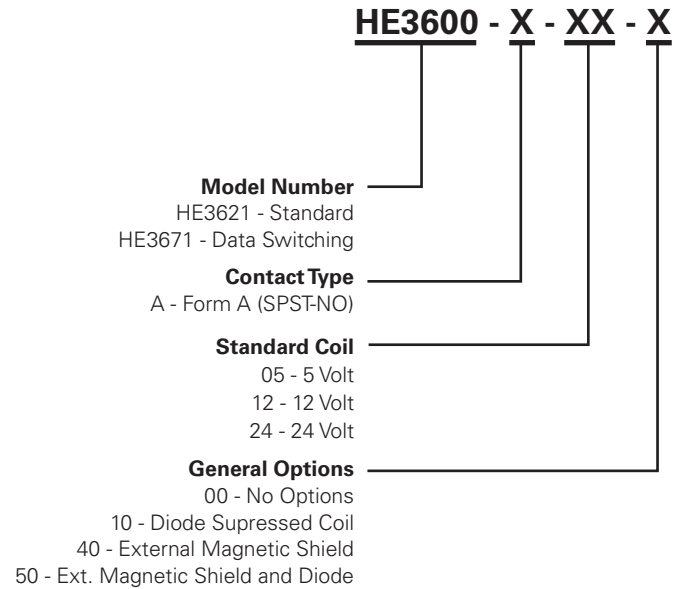 HE3600 - X - XX - X
Model Number
HE3621 - Standard
HE3671 - Data Switching
Contact Type
A - Form A (SPST-NO)
Standard Coil
05 - 5 Volt
12 - 12 Volt
24 - 24 Volt
General Options
00 - No Options
10 - Diode Supressed Coil
40 - External Magnetic Shield
50 - Ext. Magnetic Shield and Diode